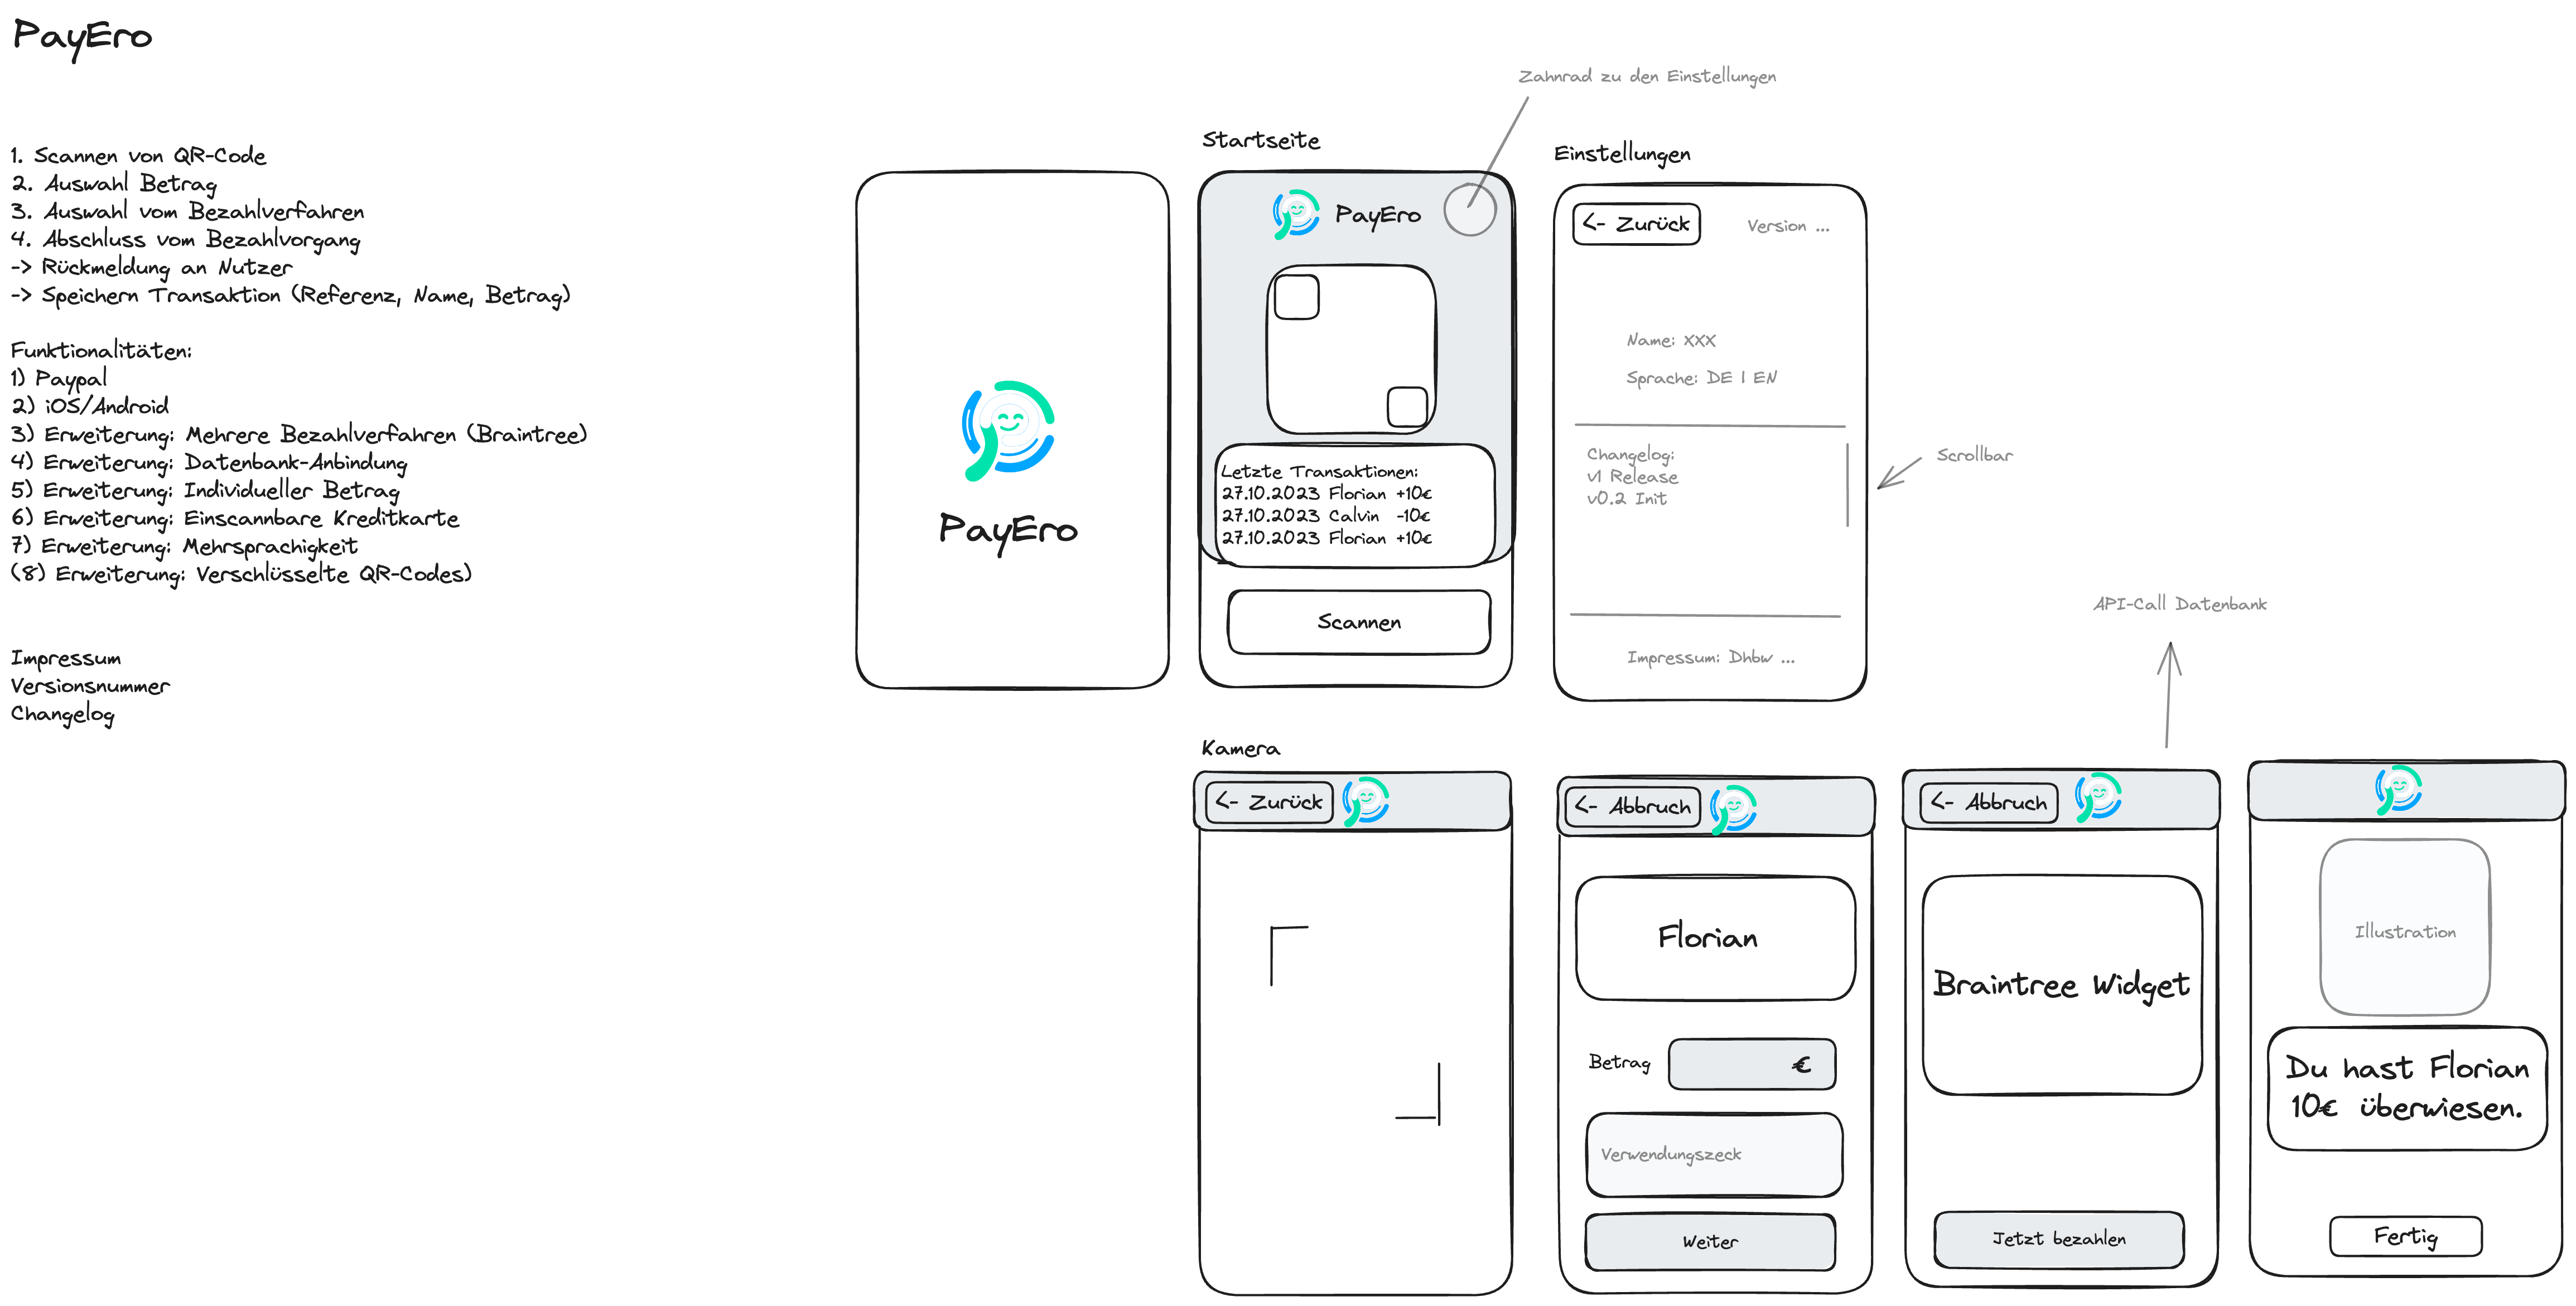 PayEro
1. Scannen von QR-Code
2. Auswahl Betrag
3. Auswahl vom Bezahlverfahren
4. Abschluss vom Bezahlvorgang
-> Rückmeldung an Nutzer
-> Speichern Transaktion (Referenz, Name, Betrag)
Funktionalitäten:
1) Paypal
2) iOS/Android
3) Erweiterung: Mehrere Bezahlverfahren (Braintree)
4) Erweiterung: Datenbank-Anbindung
5) Erweiterung: Individueller Betrag
6) Erweiterung: Einscannbare Kreditkarte
7) Erweiterung: Mehrsprachigkeit
(8) Erweiterung: Verschlüsselte QR-Codes)
Impressum
Versionsnummer
Changelog
PayEro
Zahnrad zu den Einstellungen
Startseite
PayEro
Letzte Transaktionen:
27.10.2023 Florian +10€
27.10.2023 Calvin -10€
27.10.2023 Florian +10€
Scannen
Einstellungen
<- Zurück
Version ...
Name: XXX
Sprache: DE | EN
Changelog:
v1 Release
v0.2 Init
Scrollbar
Impressum: Dhbw ...
API-Call Datenbank
Kamera
<- Zurück
<- Abbruch
Florian
Betrag
€
Verwendungszeck
Weiter
<- Abbruch
Braintree Widget
Jetzt bezahlen
Illustration
Du hast Florian
10€ überwiesen.
Fertig